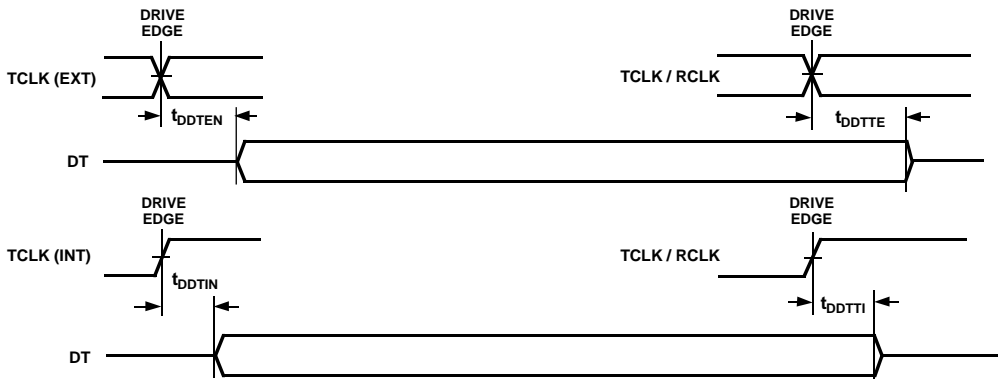 DRIVE
EDGE
DRIVE
EDGE
TCLK (EXT)
TCLK / RCLK
tDDTEN
tDDTTE
DT
DRIVE
EDGE
DRIVE
EDGE
TCLK (INT)
TCLK / RCLK
tDDTIN
tDDTTI
DT